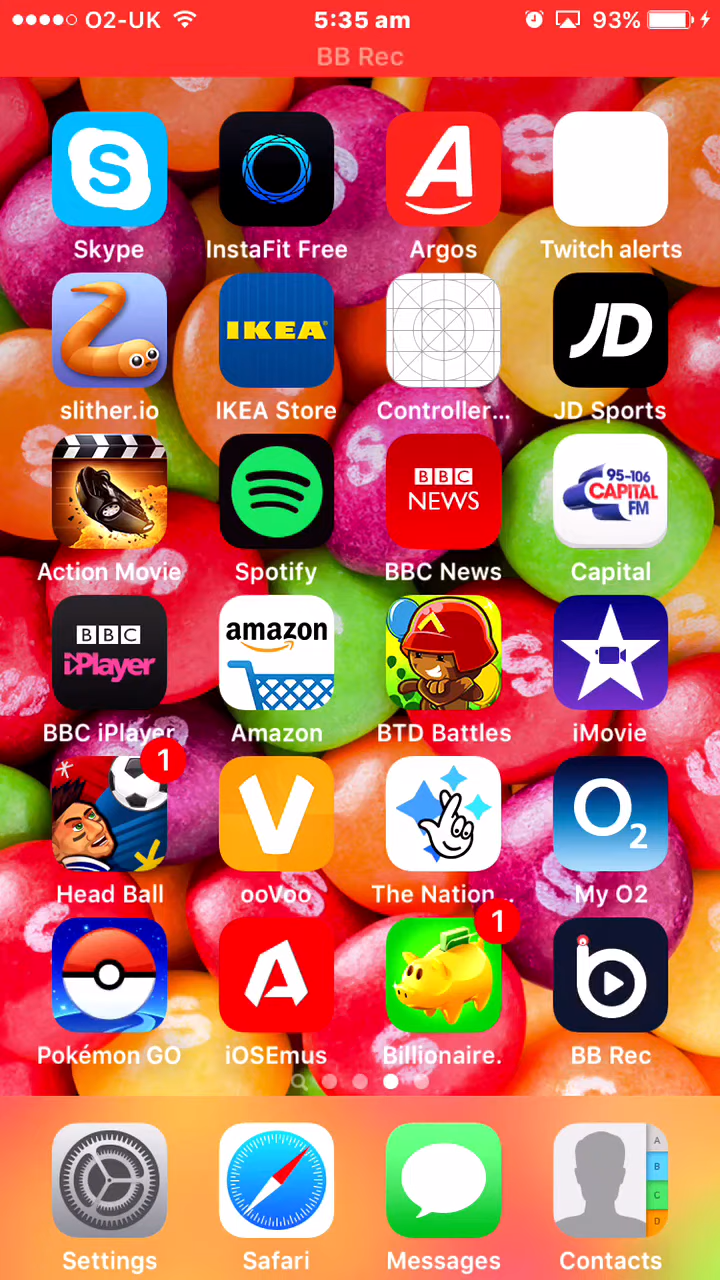 O2-UK 5:35 am 93%
BB Rec
S
A
Skype InstaFit Free Argos Twitch alerts
IKEA JD
slither.io IKEA Store Controller... JD Sports
BBC NEWS
95-106 CAPITAL FM
Action Movie Spotify BBC News Capital
BBC iPlayer
amazon
BBC iPlayer Amazon BTD Battles iMovie
1
V
O2
Head Ball ooVoo The Nation... My O2
1
A
b
Pokémon GO iOSEmus Billionaire. BB Rec
A
B
C
D
Settings Safari Messages Contacts